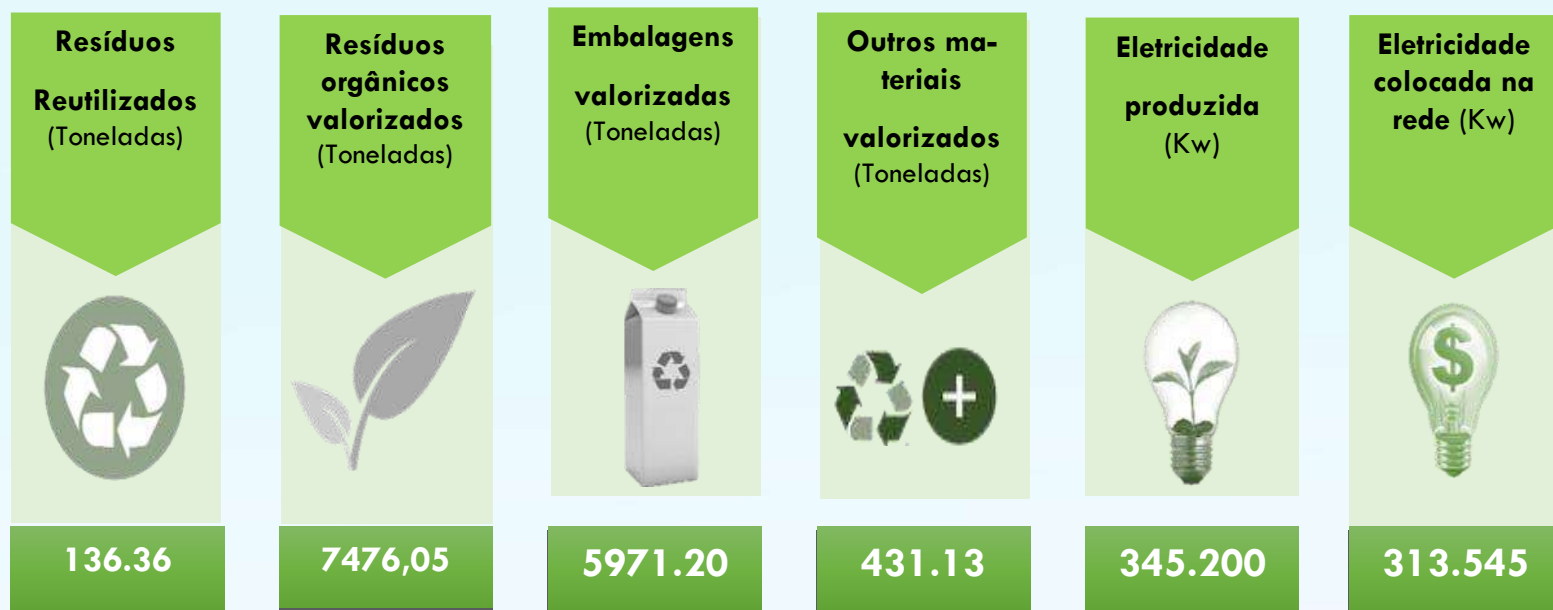 Resíduos
Reutilizados
(Toneladas)
Resíduos
orgânicos
valorizados
(Toneladas)
Embalagens
valorizadas
(Toneladas)
Outros ma-
teriais
valorizados
(Toneladas)
Eletricidade
produzida
(Kw)
Eletricidade
colocada na
rede (Kw)
$
+
136.36
7476,05
5971.20
431.13
345.200
313.545